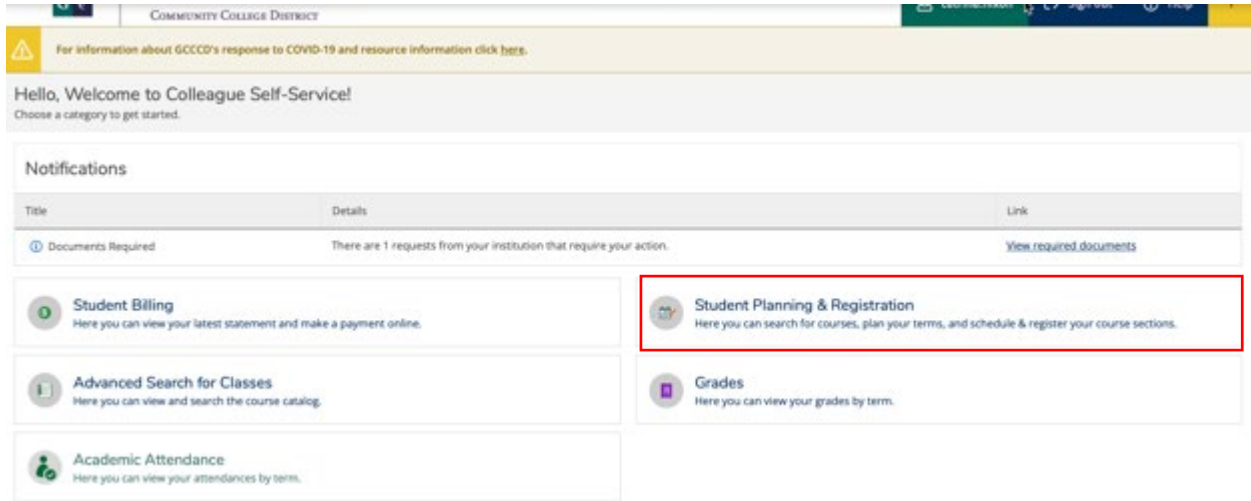 COMMUNITY COLLEGE DISTRICT
Sign out
Help
For information about GCCCD's response to COVID-19 and resource information click here.
Hello, Welcome to Colleague Self-Service!
Choose a category to get started.
Notifications
Title Details Link
Documents Required There are 1 requests from your institution that require your action. View required documents
Student Billing
Here you can view your latest statement and make a payment online.
Student Planning & Registration
Here you can search for courses, plan your terms, and schedule & register your course sections.
Advanced Search for Classes
Here you can view and search the course catalog.
Grades
Here you can view your grades by term.
Academic Attendance
Here you can view your attendances by term.